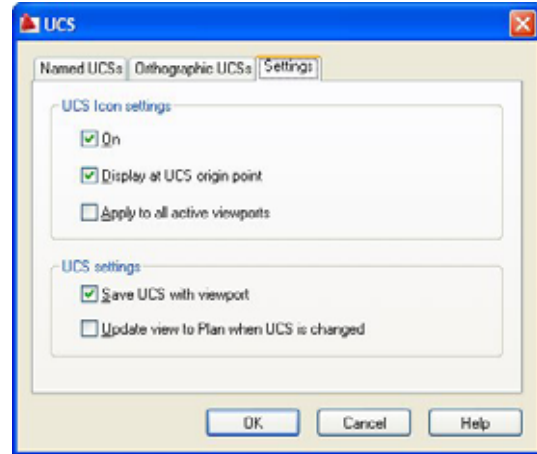 UCS
Named UCSs Orthographic UCSs Settings
UCS Icon settings
On
Display at UCS origin point
Apply to all active viewports
UCS settings
Save UCS with viewport
Update view to Plan when UCS is changed
OK Cancel Help